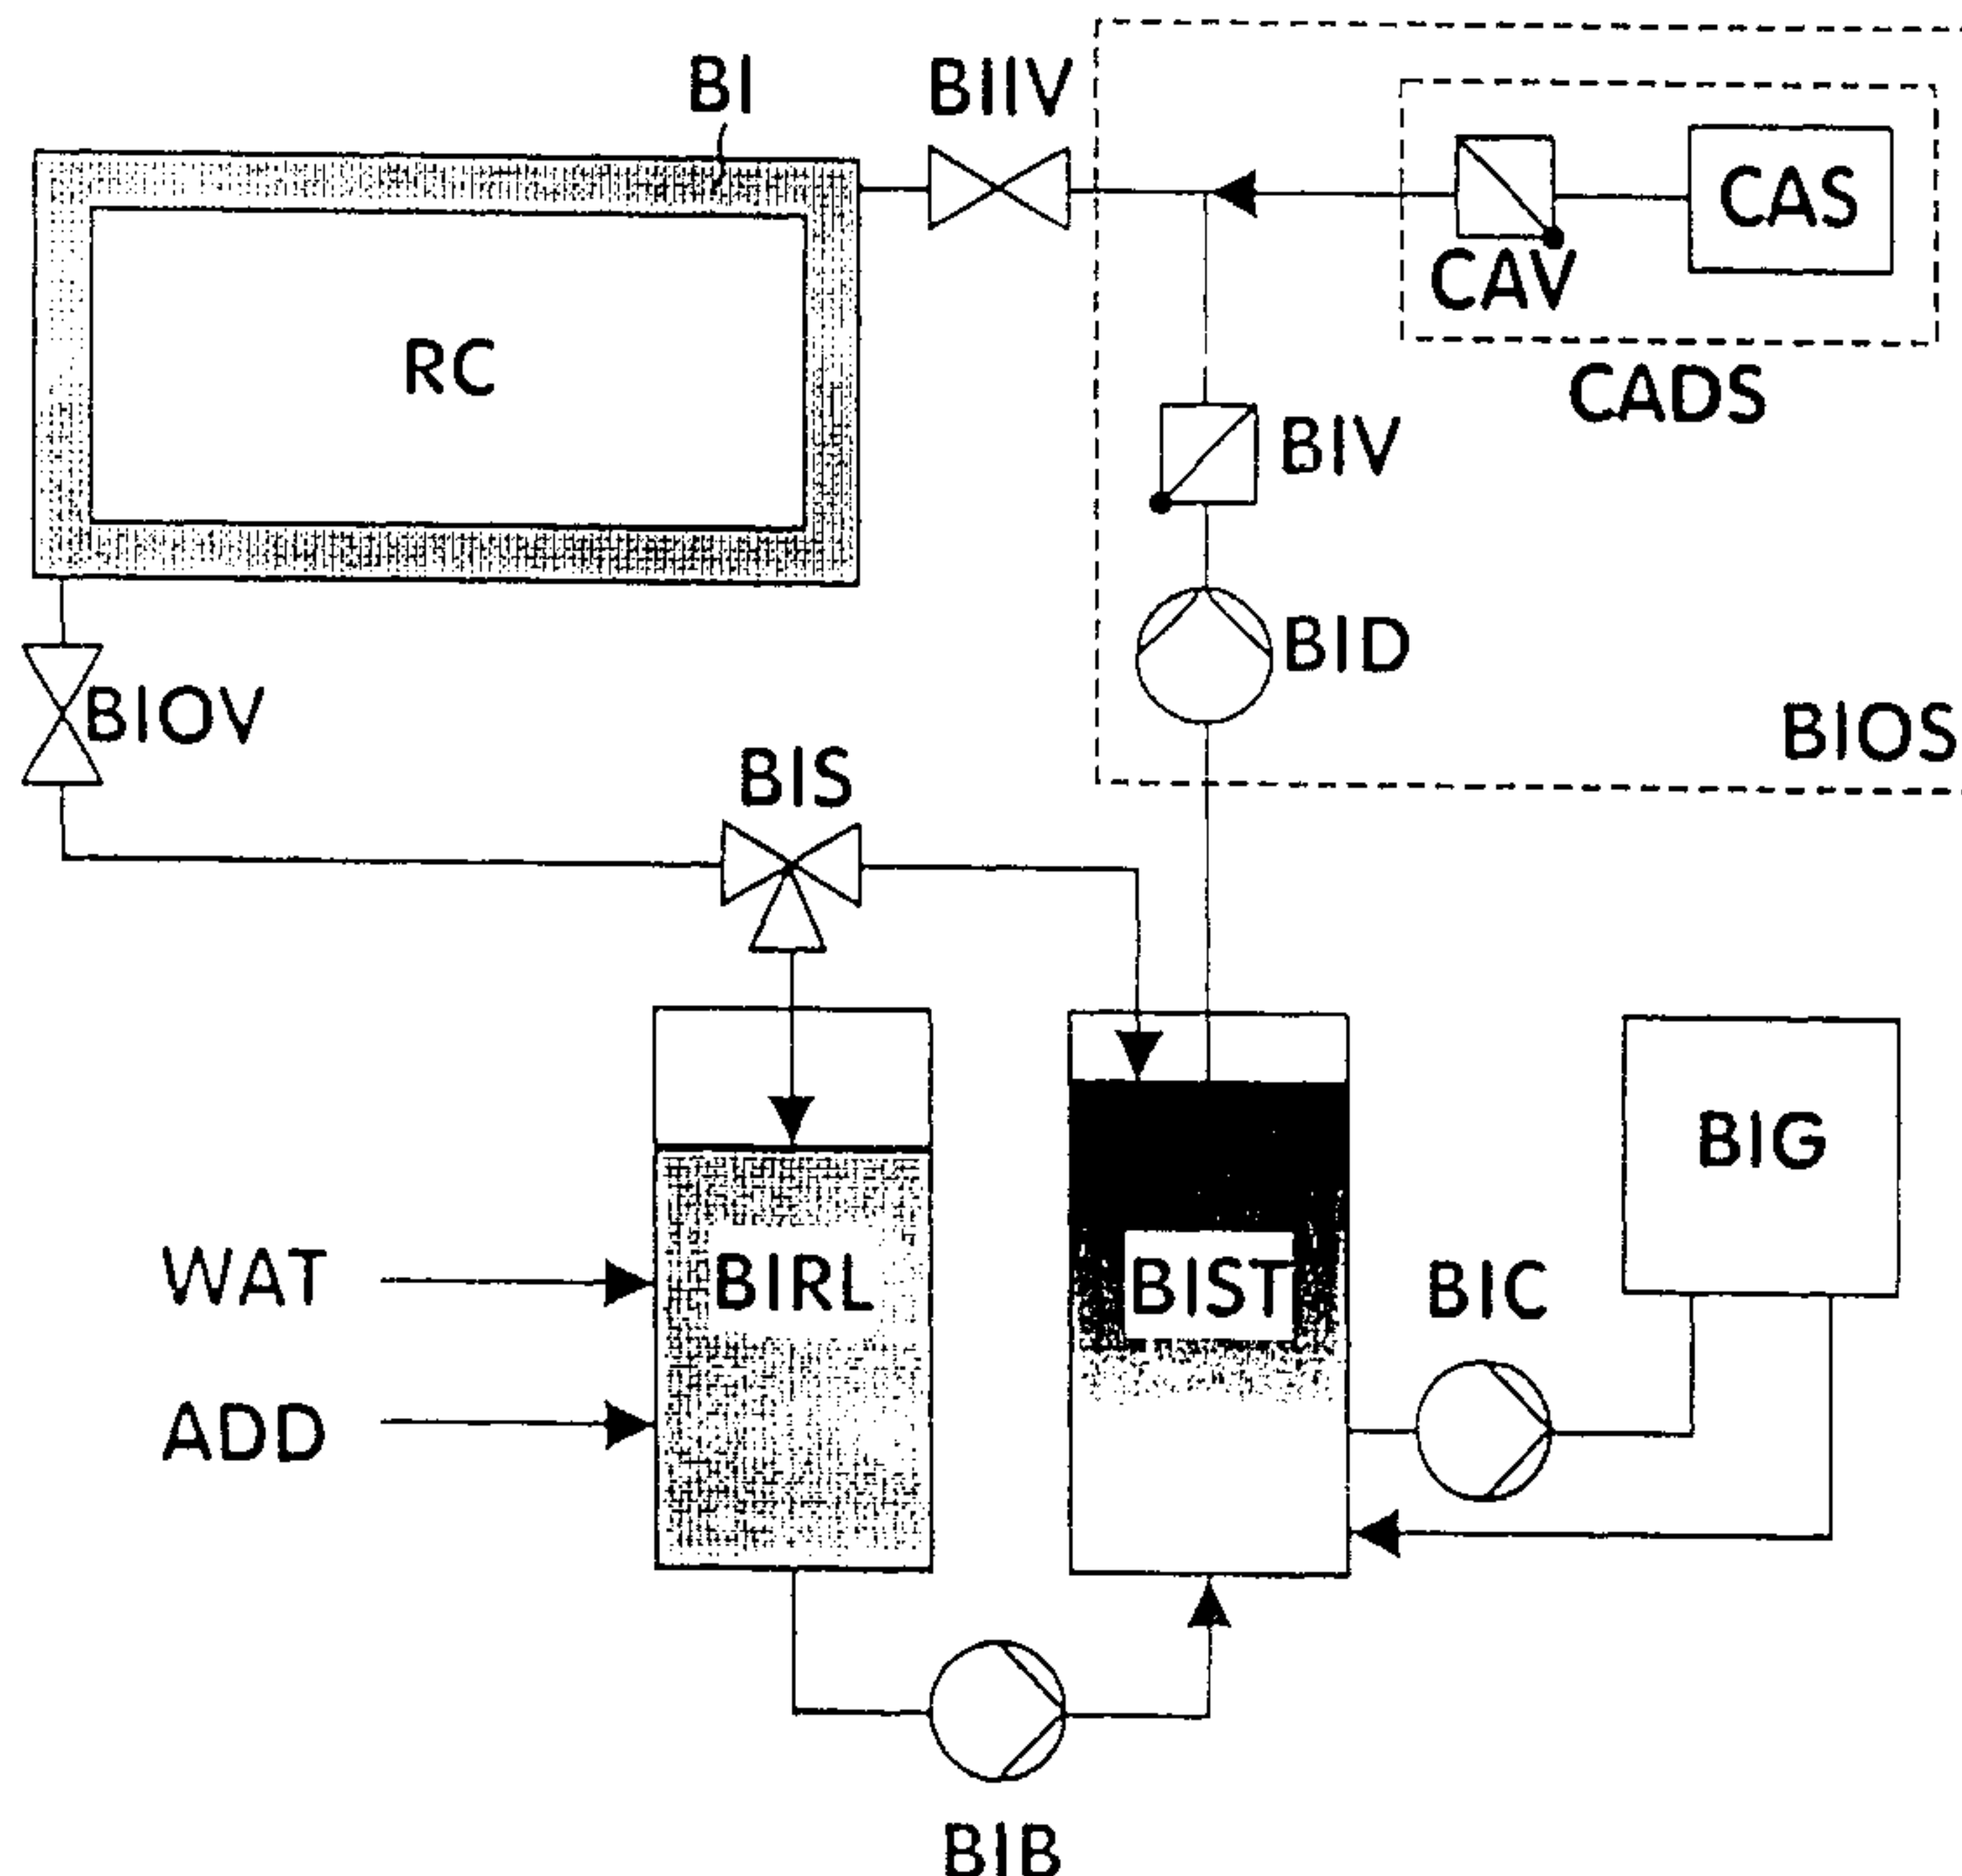 BI
BIIV
CAS
CAV
RC
CADS
BIV
BID
BIOV
BIOS
BIS
BIG
WAT
BIRL
BIST
BIC
ADD
BIB